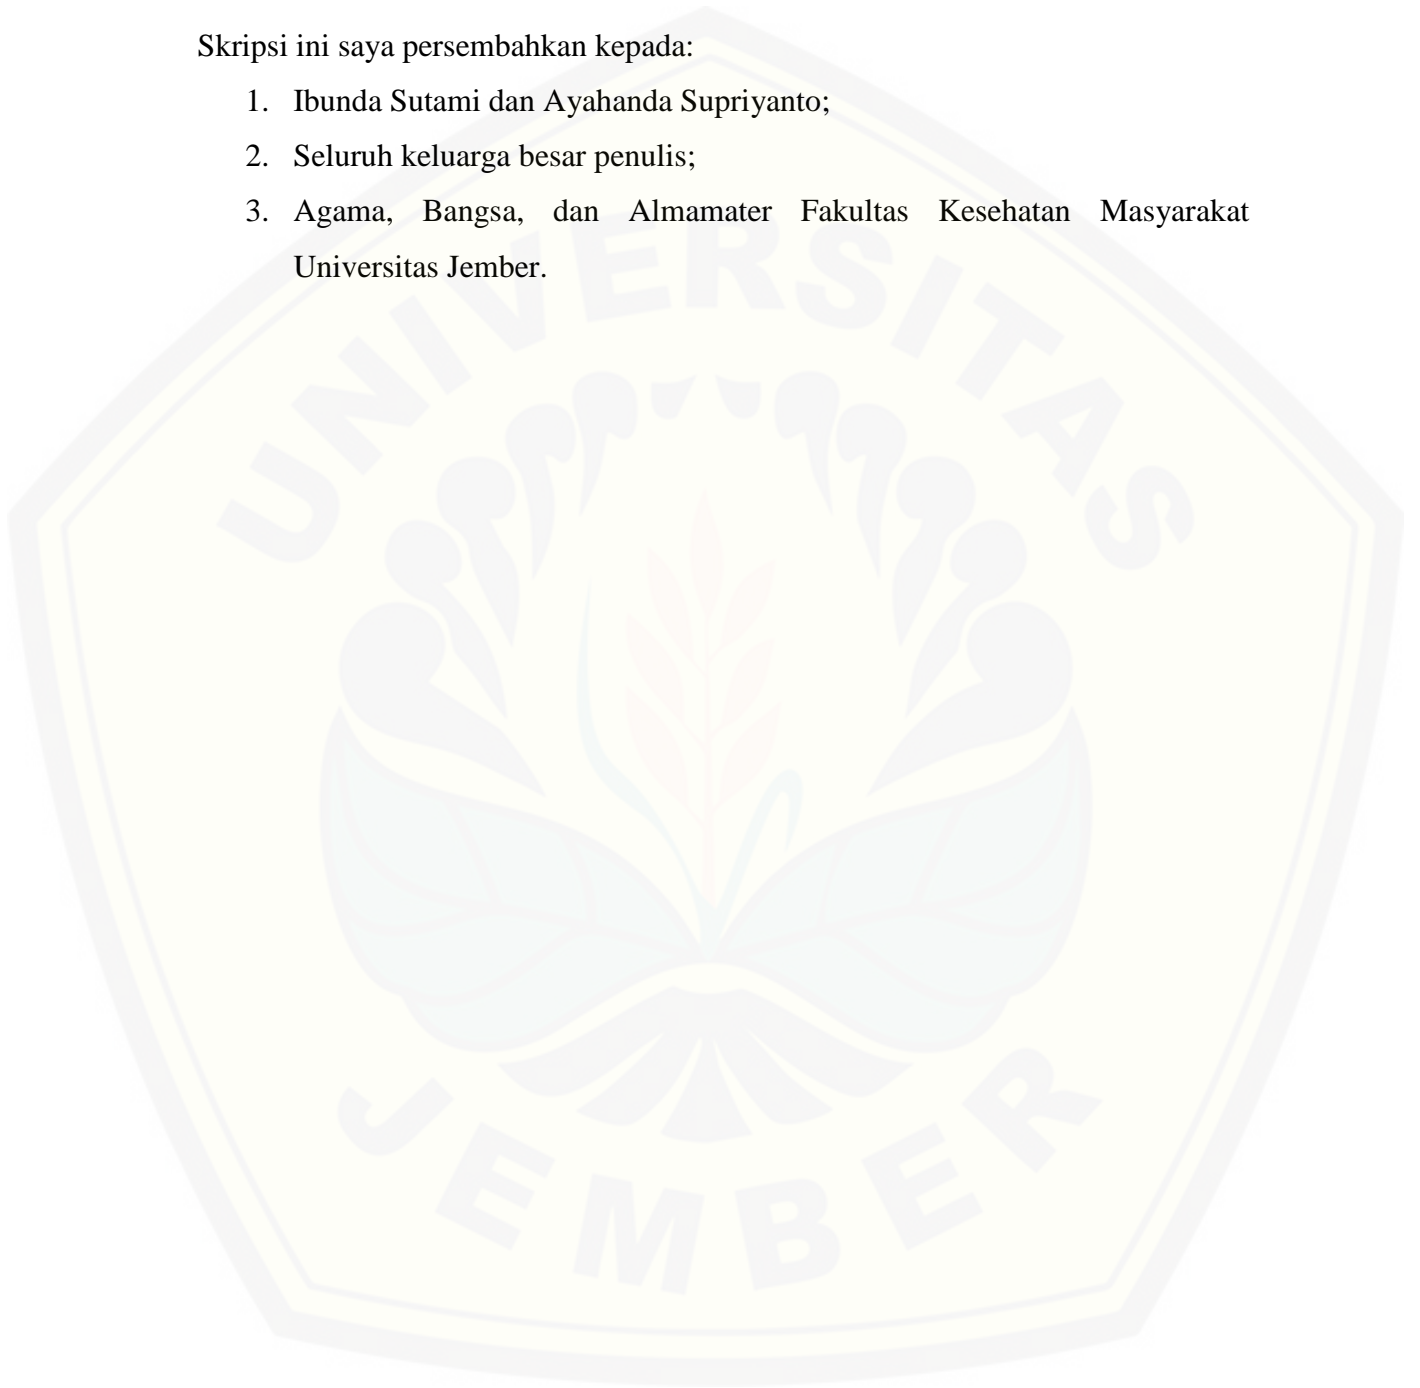 Skripsi ini saya persembahkan kepada:
1. Ibunda Sutami dan Ayahanda Supriyanto;
2. Seluruh keluarga besar penulis;
3. Agama, Bangsa, dan Almamater Fakultas Kesehatan Masyarakat
Universitas Jember.
UNIVERSITAS
JEMBER